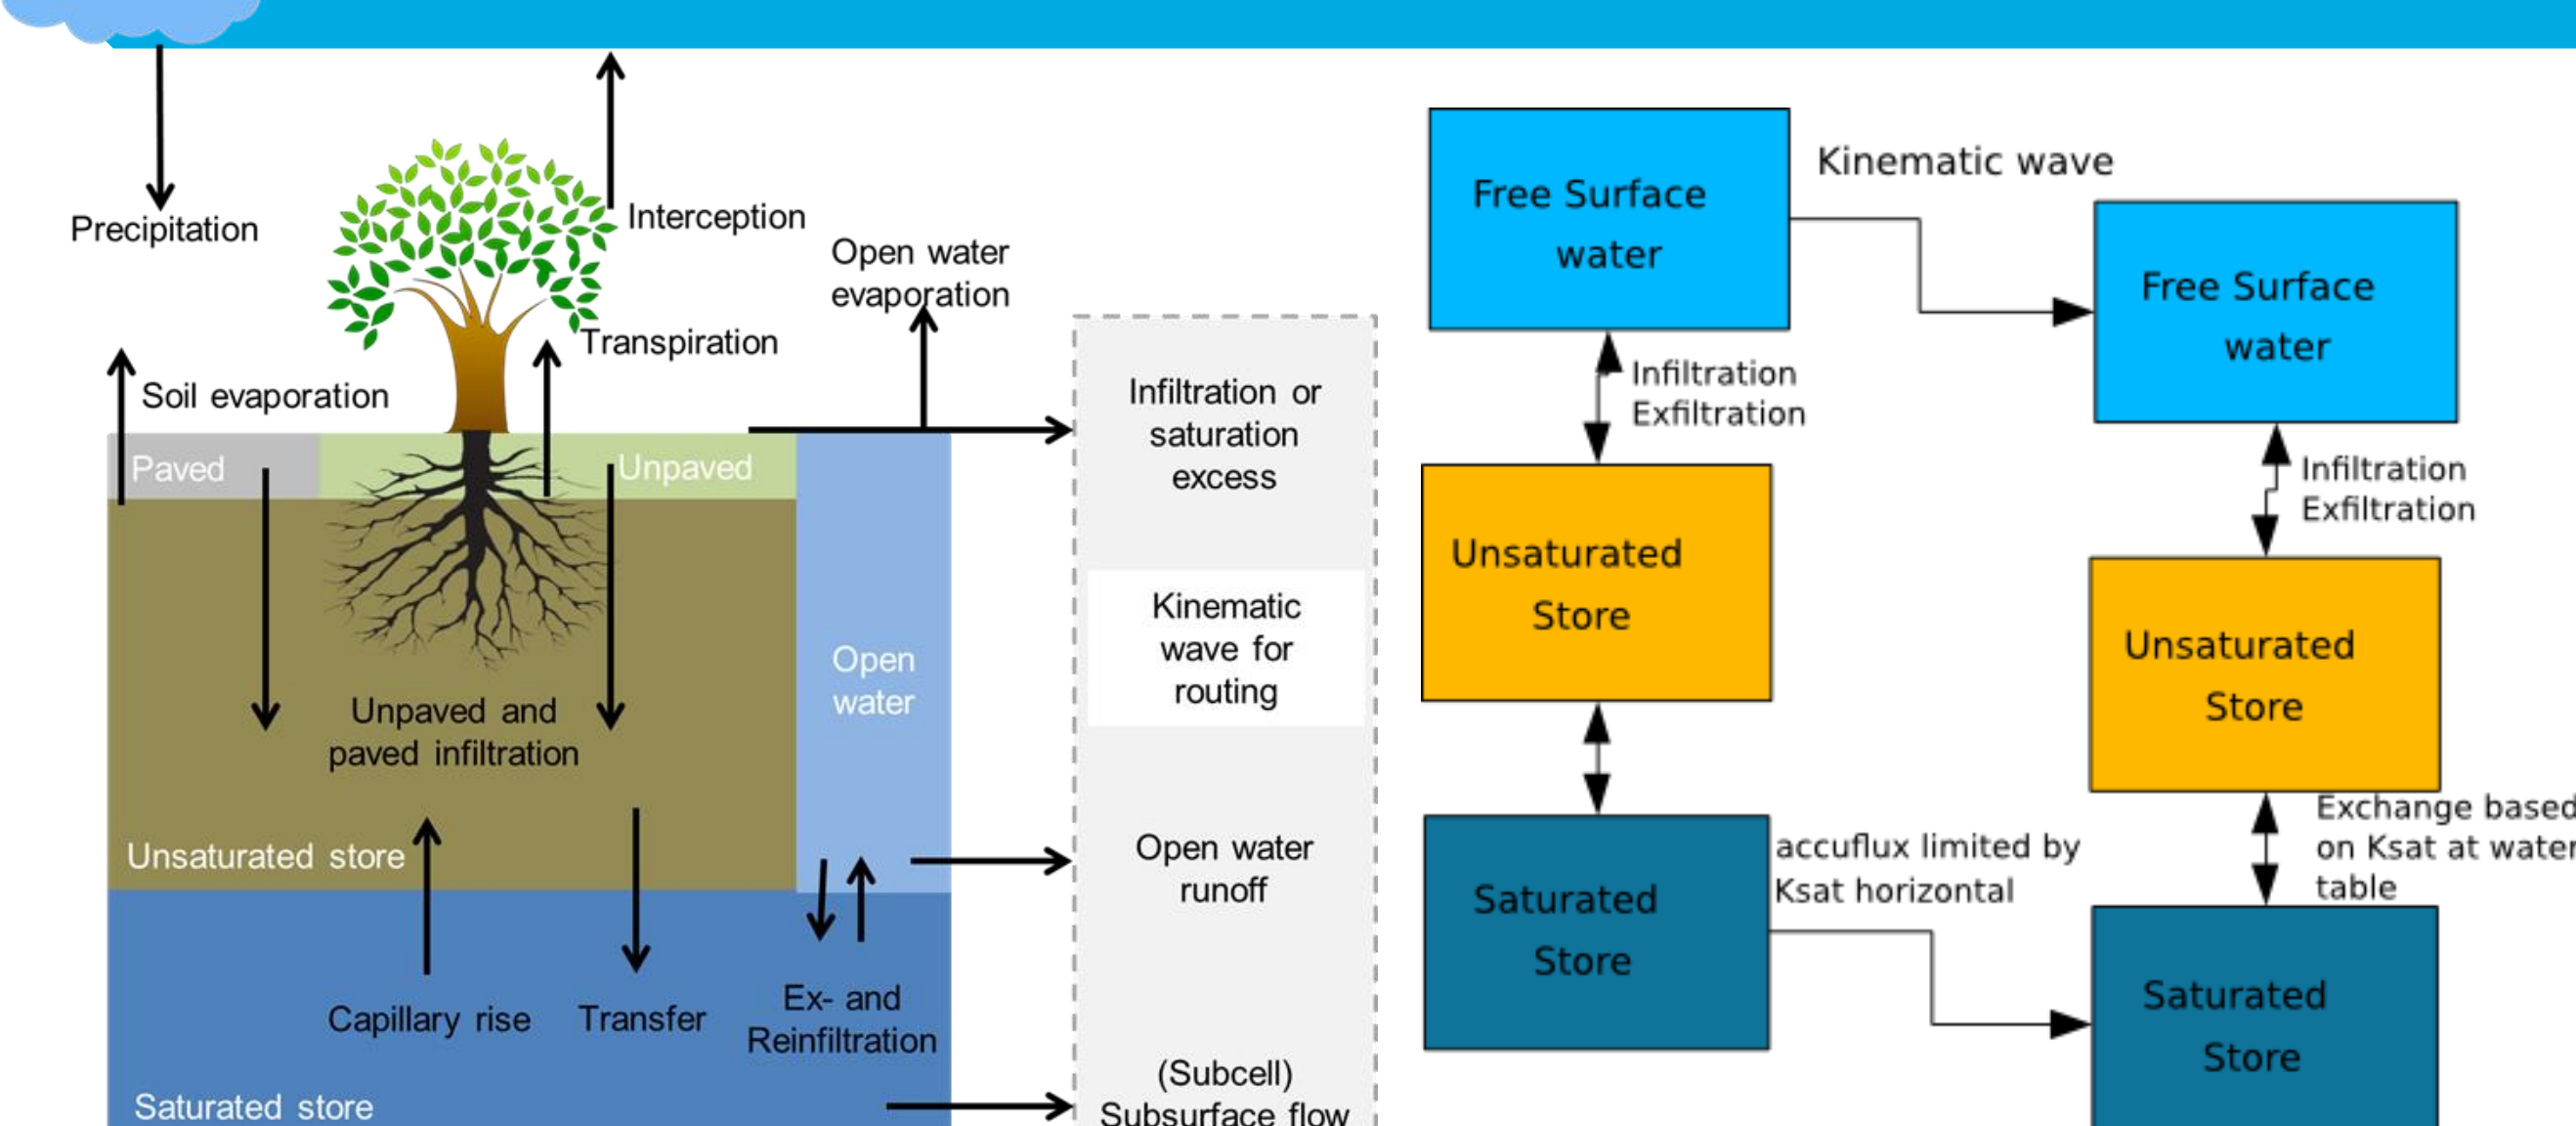 Precipitation
Interception
Open water
evaporation
Transpiration
Soil evaporation
Paved
Unpaved
Unpaved and
paved infiltration
Open
water
Unsaturated store
Capillary rise
Transfer
Ex- and
Reinfiltration
Saturated store
Infiltration or
saturation
excess
Kinematic
wave for
routing
Open water
runoff
(Subcell)
Subsurface flow
Free Surface
water
Kinematic wave
Free Surface
water
Infiltration
Exfiltration
Infiltration
Exfiltration
Unsaturated
Store
Unsaturated
Store
Exchange based
on Ksat at water
table
accuflux limited by
Ksat horizontal
Saturated
Store
Saturated
Store